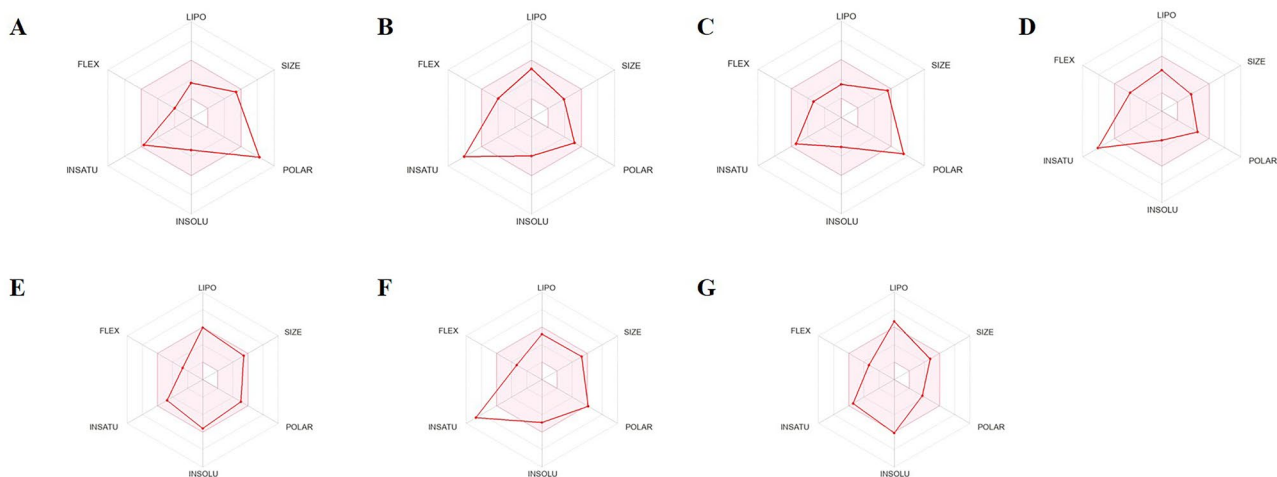 A
LIPO
FLEX
SIZE
INSATU
POLAR
INSOLU
B
LIPO
FLEX
SIZE
INSATU
POLAR
INSOLU
C
LIPO
FLEX
SIZE
INSATU
POLAR
INSOLU
D
LIPO
FLEX
SIZE
INSATU
POLAR
INSOLU
E
LIPO
FLEX
SIZE
INSATU
POLAR
INSOLU
F
LIPO
FLEX
SIZE
INSATU
POLAR
INSOLU
G
LIPO
FLEX
SIZE
INSATU
POLAR
INSOLU